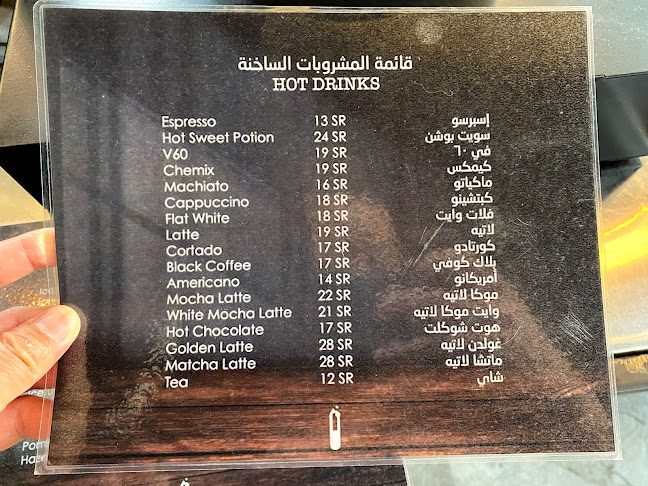 قائمة المشروبات الساخنة
HOT DRINKS
Espresso 13 SR إسبرسو
Hot Sweet Potion 24 SR سويت بوشن
V60 19 SR في ٦٠
Chemix 19 SR كيمكس
Machiato 16 SR ماكياتو
Cappuccino 18 SR كبتشينو
Flat White 18 SR فلات وايت
Latte 19 SR لاتيه
Cortado 17 SR كورتادو
Black Coffee 17 SR بلاك كوفي
Americano 14 SR أمريكانو
Mocha Latte 22 SR موكا لاتيه
White Mocha Latte 21 SR وايت موكا لاتيه
Hot Chocolate 17 SR هوت شوكلت
Golden Latte 28 SR غولدن لاتيه
Matcha Latte 28 SR ماتشا لاتيه
Tea 12 SR شاي